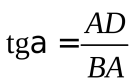 tga = AD/BA